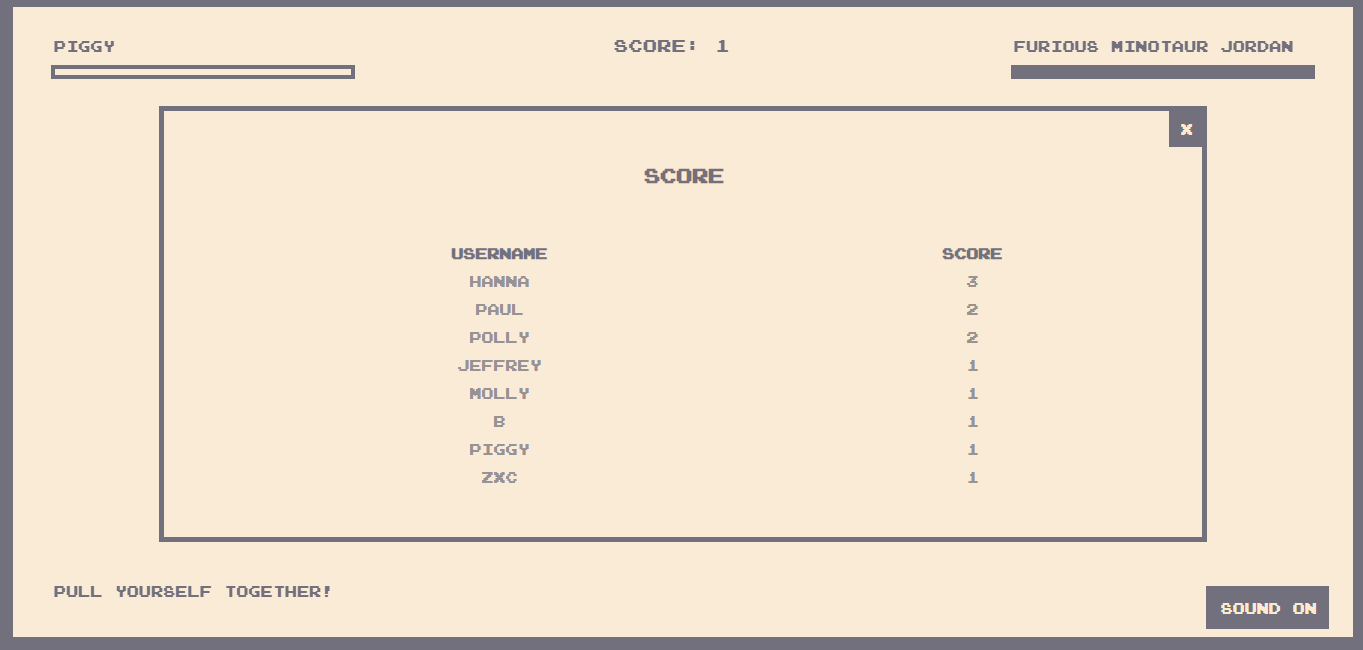 PIGGY SCORE: 1 FURIOUS MINOTAUR JORDAN
X
SCORE
USERNAME SCORE
HANNA 3
PAUL 2
POLLY 2
JEFFREY 1
MOLLY 1
B 1
PIGGY 1
ZXC 1
PULL YOURSELF TOGETHER!
SOUND ON